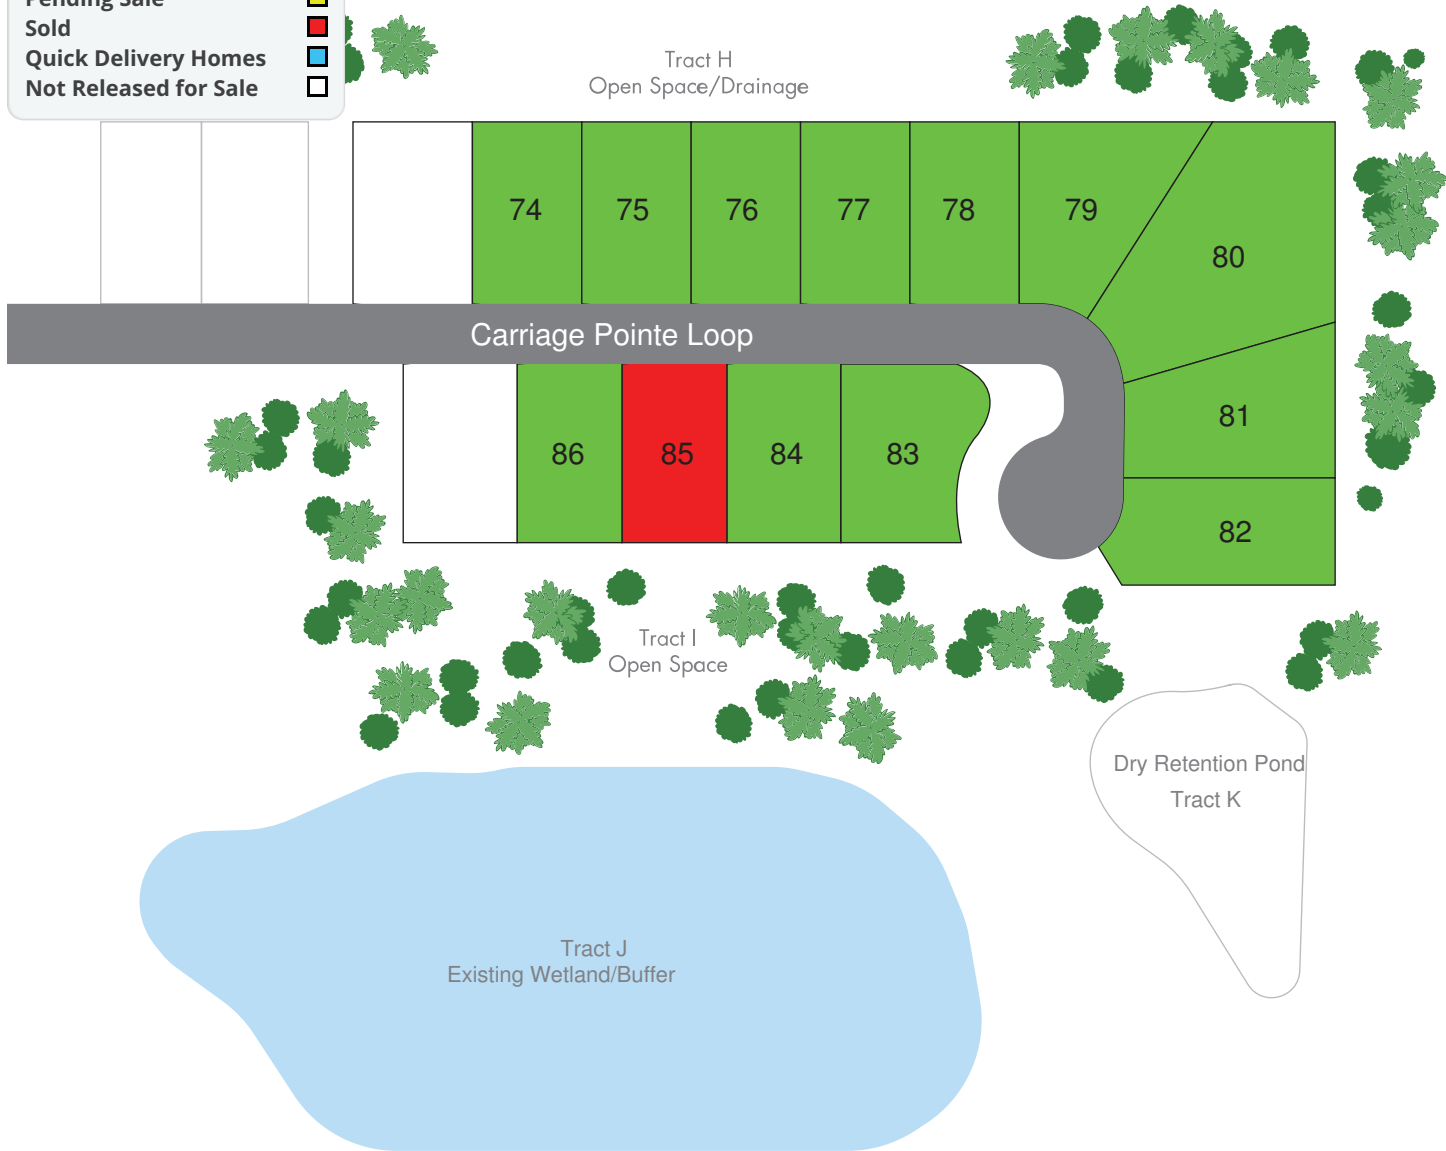 Pending Sale
Sold
Quick Delivery Homes
Not Released for Sale
Tract H
Open Space/Drainage
74
75
76
77
78
79
80
Carriage Pointe Loop
81
86
85
84
83
82
Tract I
Open Space
Dry Retention Pond
Tract K
Tract J
Existing Wetland/Buffer